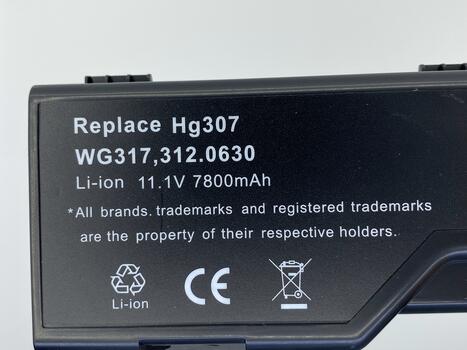 Replace Hg307
WG317,312.0630
Li-ion 11.1V 7800mAh
*All brands. trademarks and registered trademarks
are the property of their respective holders.
Li-ion
CE